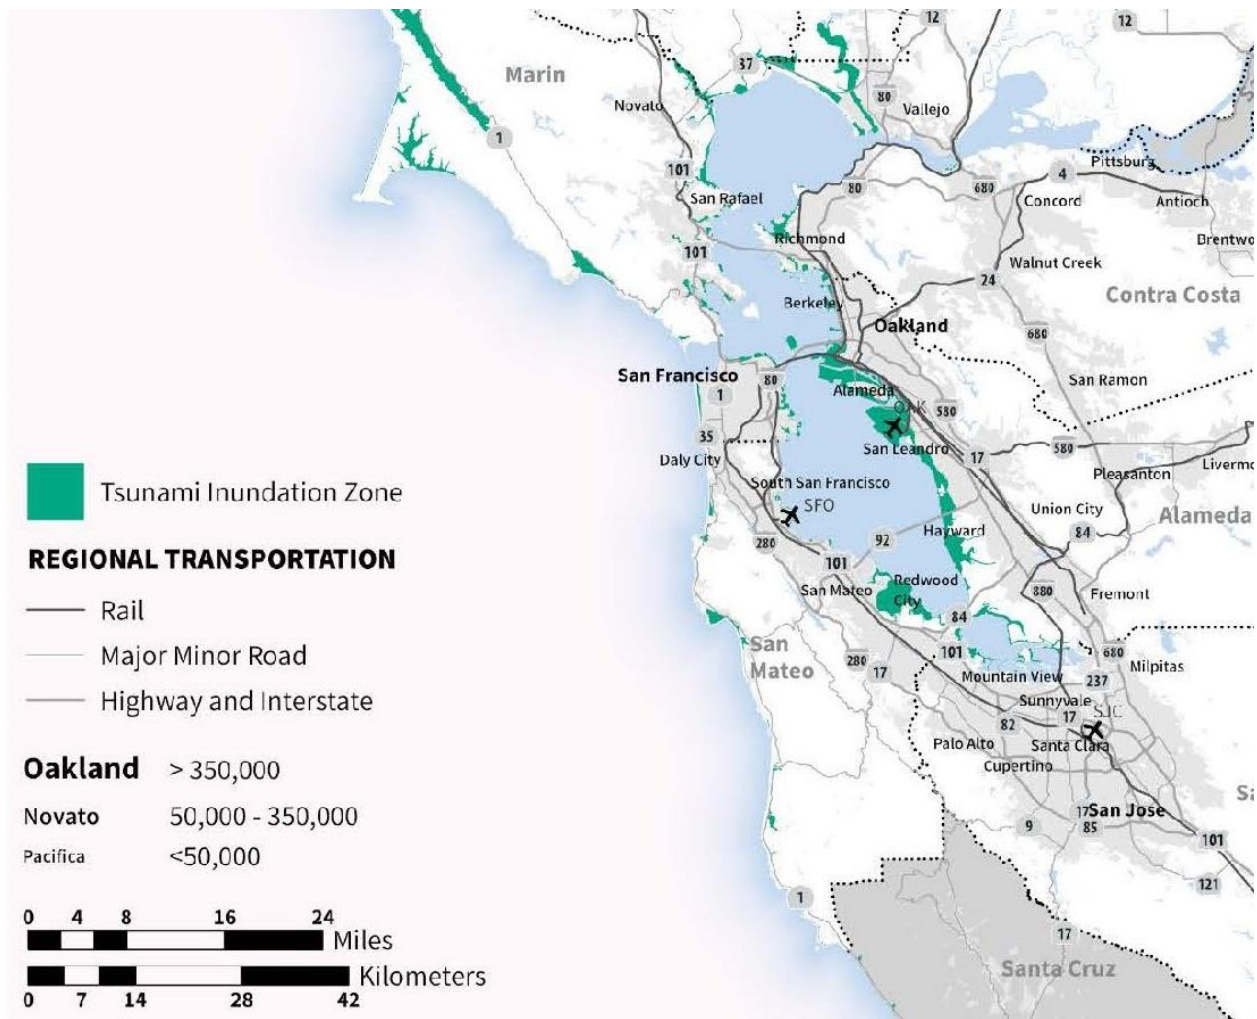 12
12
37
Marin
80
Novato
Vallejo
1
Pittsburg
101
4
80
680
San Rafael
Concord
Antioch
Richmond
Brentwo
101
Walnut Creek
24
Contra Costa
Berkeley
Oakland
680
San Francisco
80
San Ramon
1
Alameda
OAK
580
35
San Leandro
17
580
Daly City
Livermo
Pleasanton
South San Francisco
SFO
Union City
Alameda
Hayward
84
92
280
101
Redwood
City
San Mateo
880
Fremont
84
San
Mateo
101
680
280
17
Milpitas
Mountain View
237
Sunnyvale
SJC
17
82
Palo Alto
Santa Clara
Cupertino
Sa
17
San Jose
9
85
101
121
1
17
Santa Cruz
Tsunami Inundation Zone
REGIONAL TRANSPORTATION
Rail
Major Minor Road
Highway and Interstate
Oakland > 350,000
Novato 50,000 - 350,000
Pacifica <50,000
0 4 8 16 24
Miles
Kilometers
0 7 14 28 42